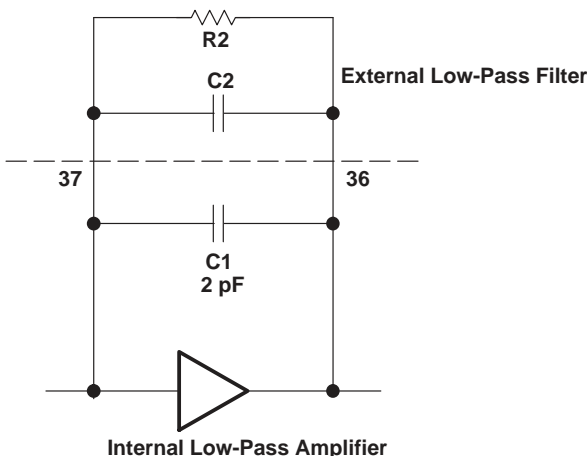 R2
C2
External Low-Pass Filter
37
36
C1
2 pF
Internal Low-Pass Amplifier